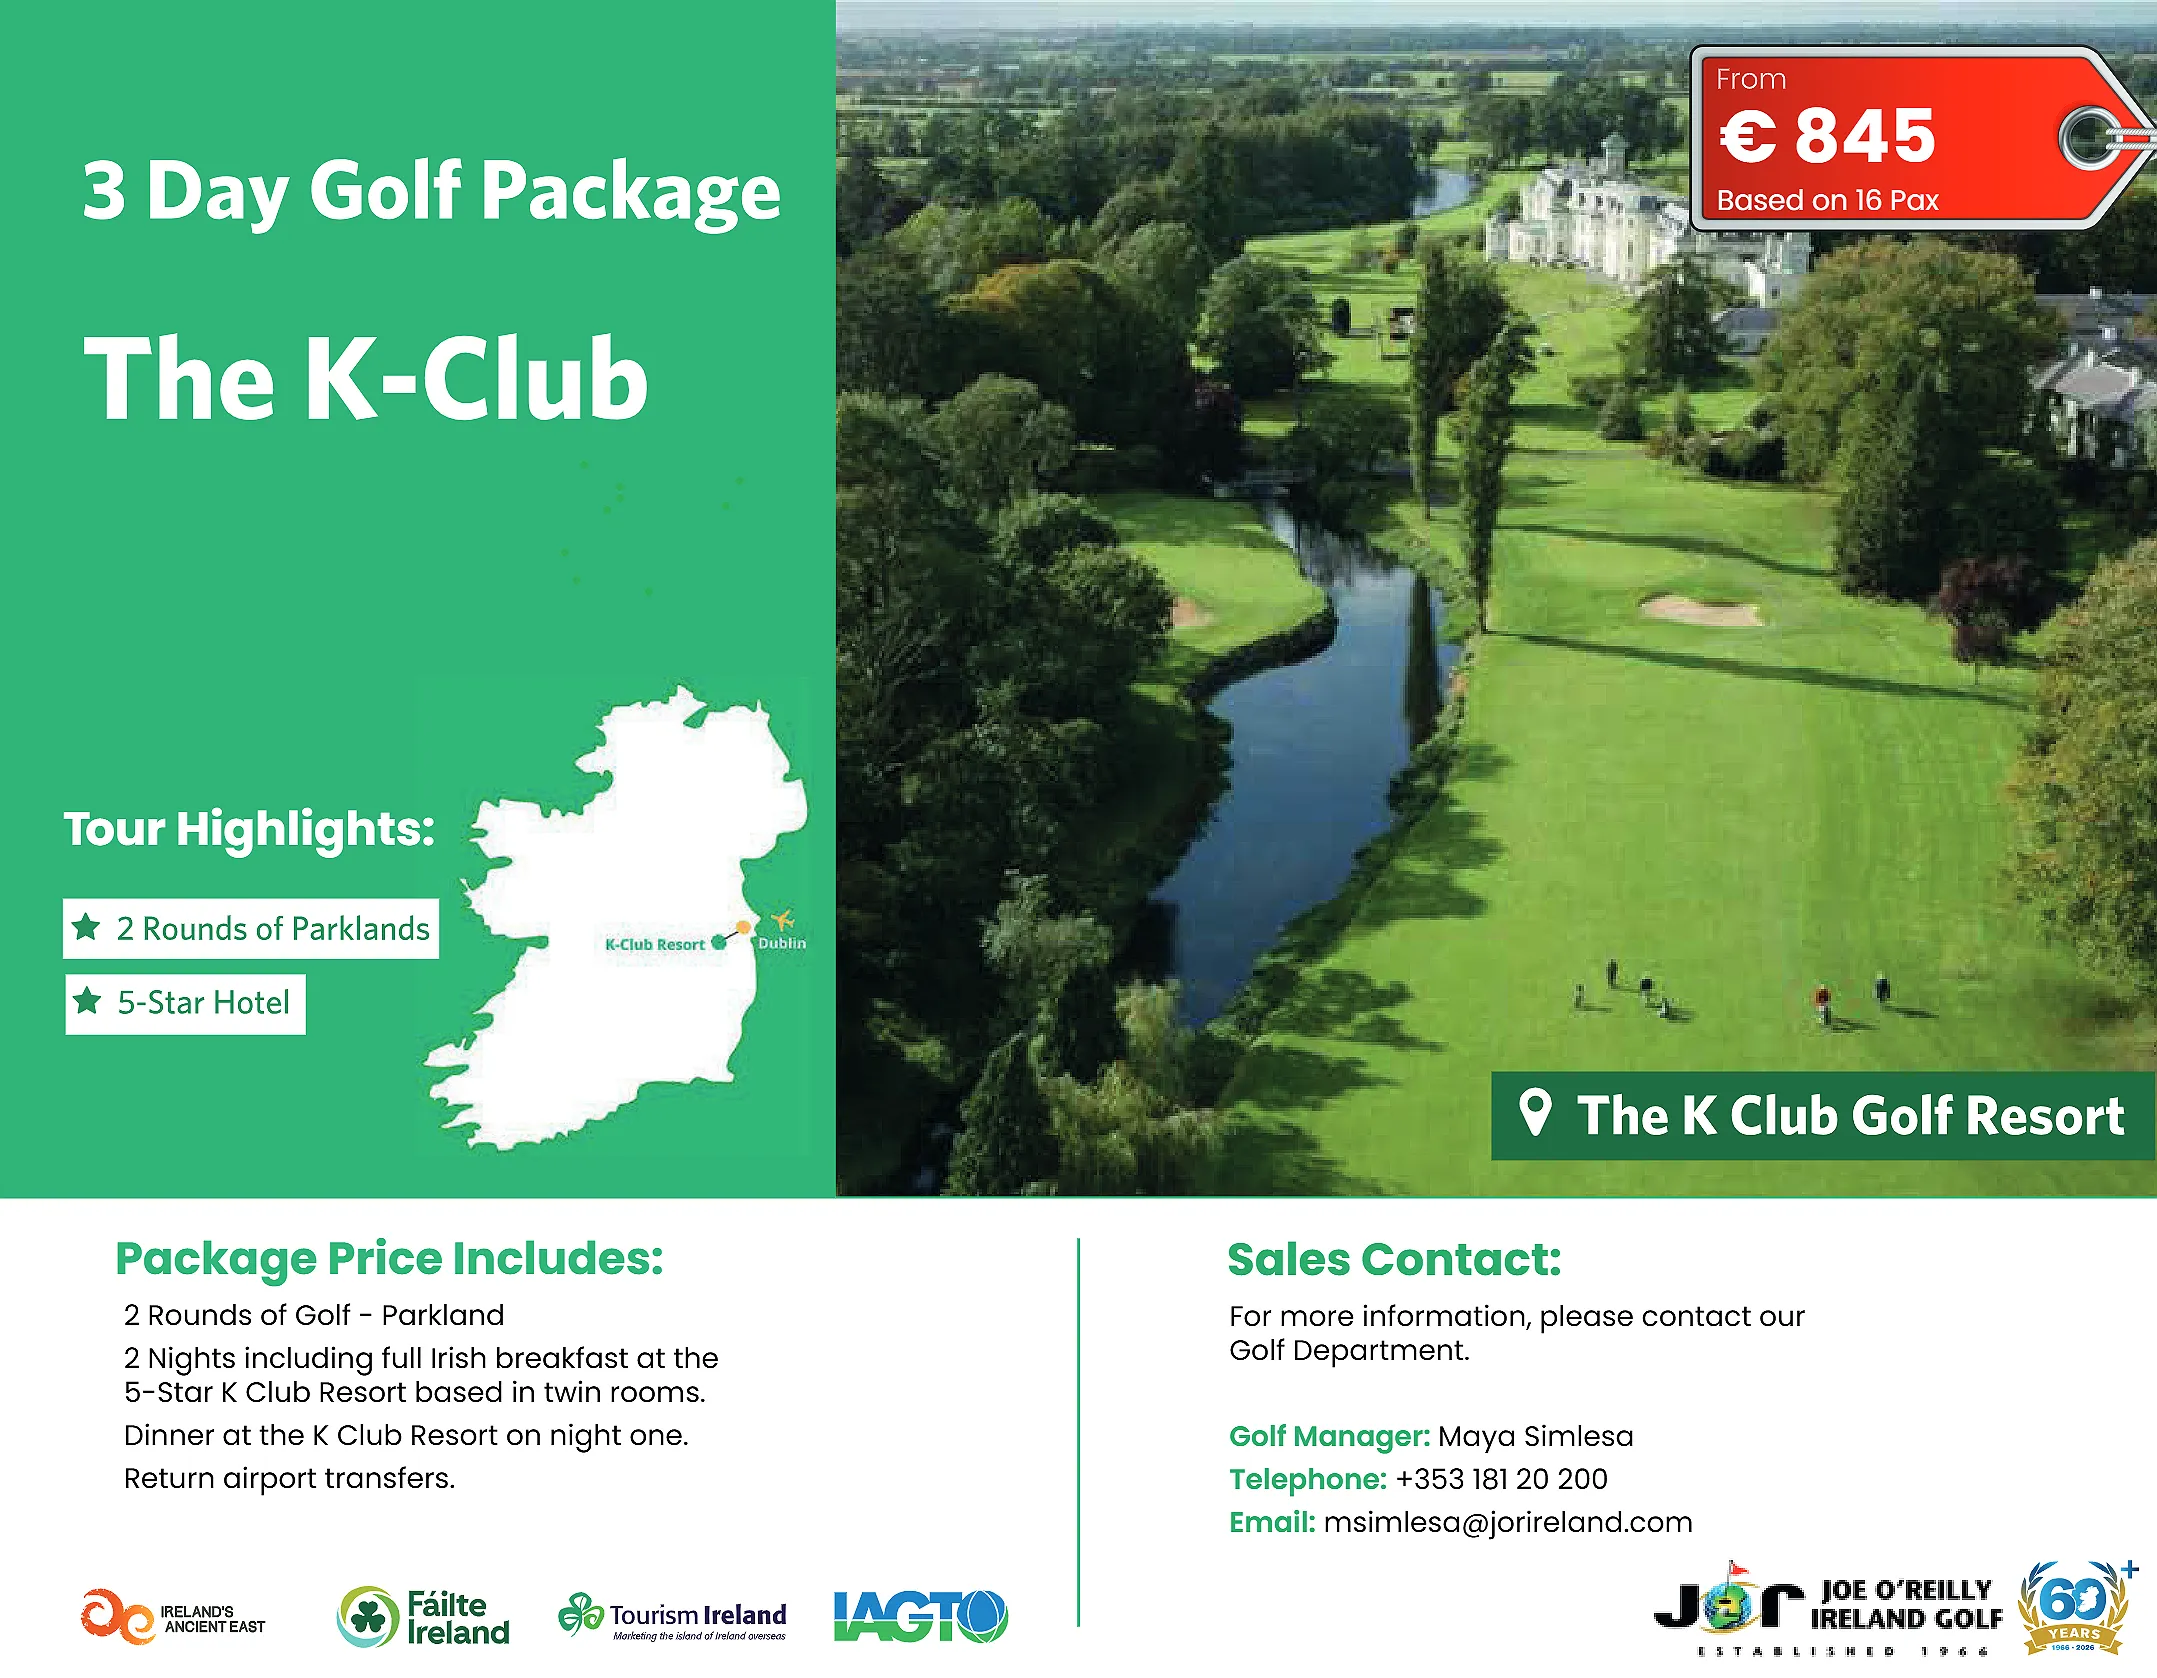 3 Day Golf Package
The K-Club
From
€ 845
Based on 16 Pax
Tour Highlights:
2 Rounds of Parklands
5-Star Hotel
K-Club Resort
Dublin
The K Club Golf Resort
Package Price Includes:
2 Rounds of Golf - Parkland
2 Nights including full Irish breakfast at the
5-Star K Club Resort based in twin rooms.
Dinner at the K Club Resort on night one.
Return airport transfers.
Sales Contact:
For more information, please contact our
Golf Department.
Golf Manager: Maya Simlesa
Telephone: +353 181 20 200
Email: msimlesa@jorireland.com
IRELAND'S
ANCIENT EAST
Fáilte
Ireland
Tourism Ireland
Marketing the island of Ireland overseas
IAGTO
JOR
JOE O'REILLY
IRELAND GOLF
ESTABLISHED 1966
60+
YEARS
1966 - 2026